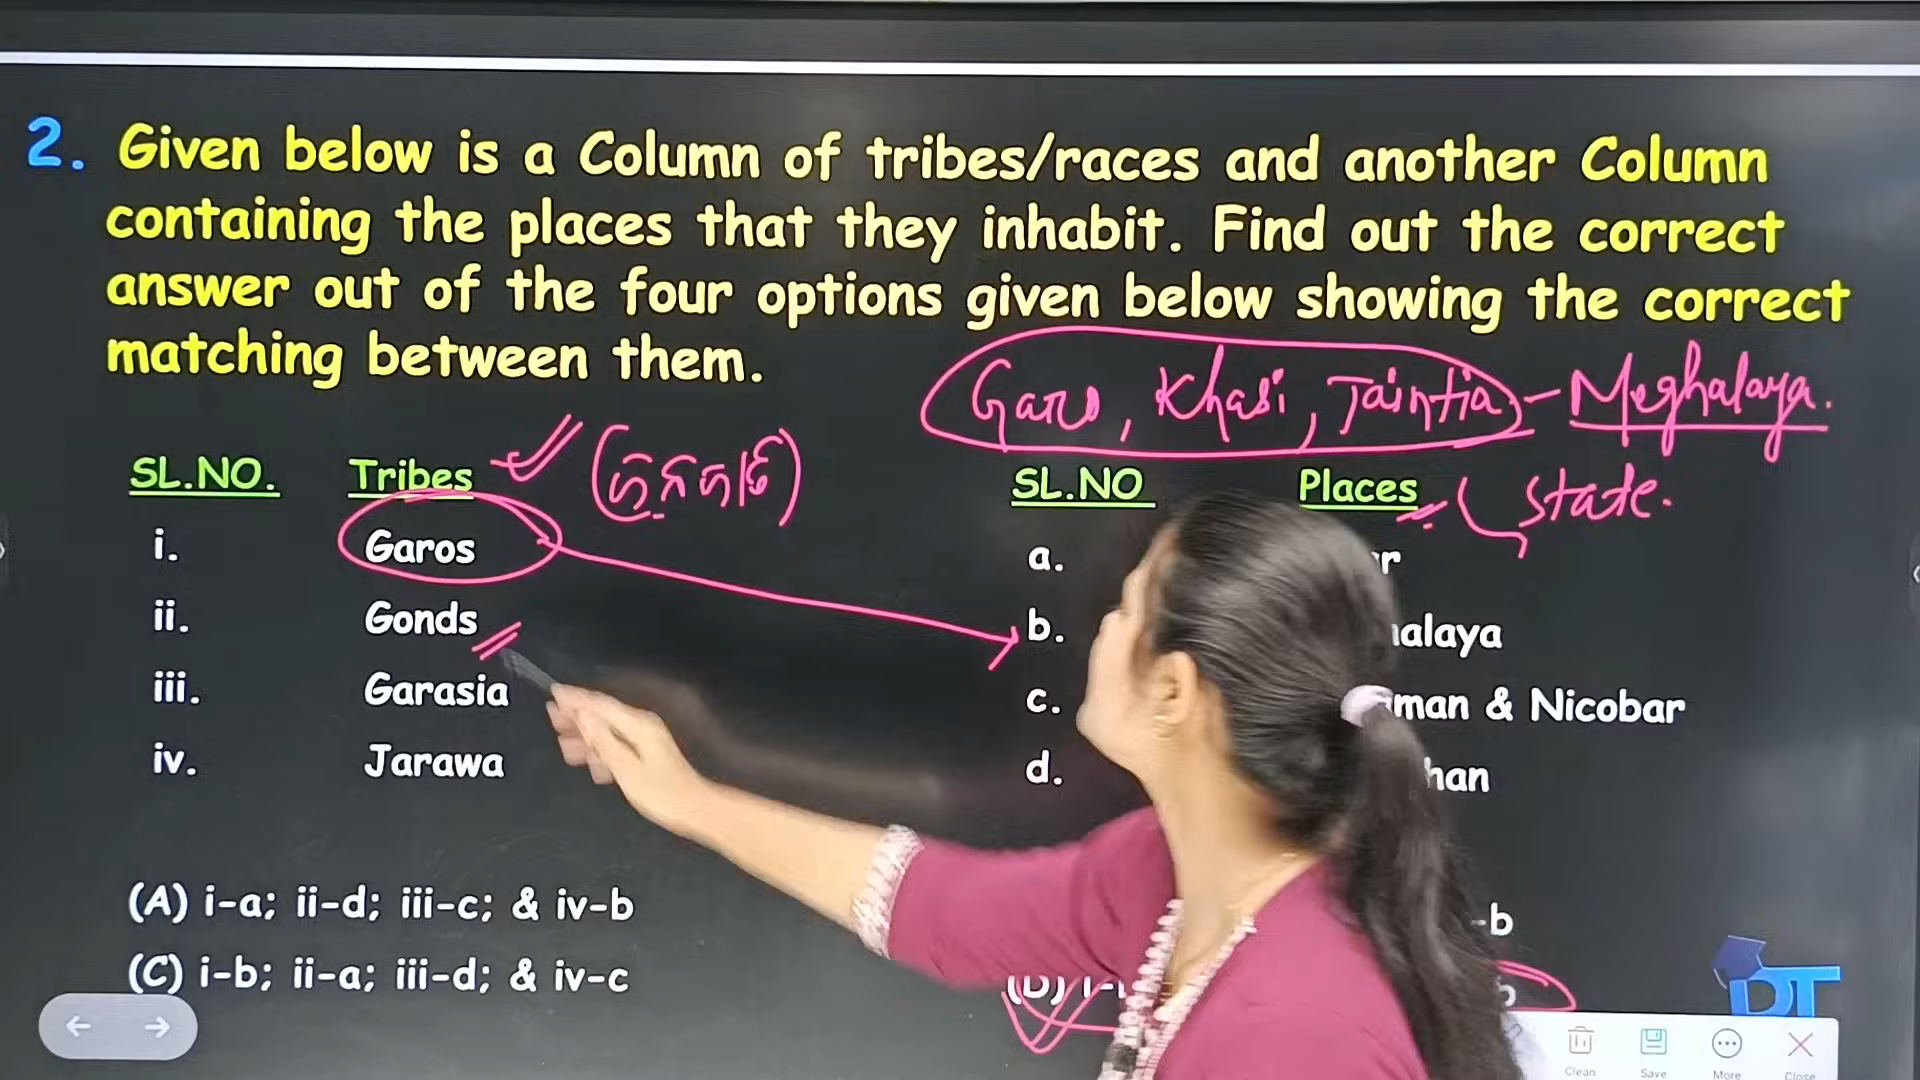 2. Given below is a Column of tribes/races and another Column
containing the places that they inhabit. Find out the correct
answer out of the four options given below showing the correct
matching between them.
Garo, Khasi, Jaintia - Meghalaya.
SL.NO. Tribes
SL.NO Places
State.
i. Garos
a.
ii. Gonds
b. alaya
iii. Garasia
c. man & Nicobar
iv. Jarawa
d. han
(A) i-a; ii-d; iii-c; & iv-b
-b
(C) i-b; ii-a; iii-d; & iv-c
(D) i-
DT
Clean Save More Close